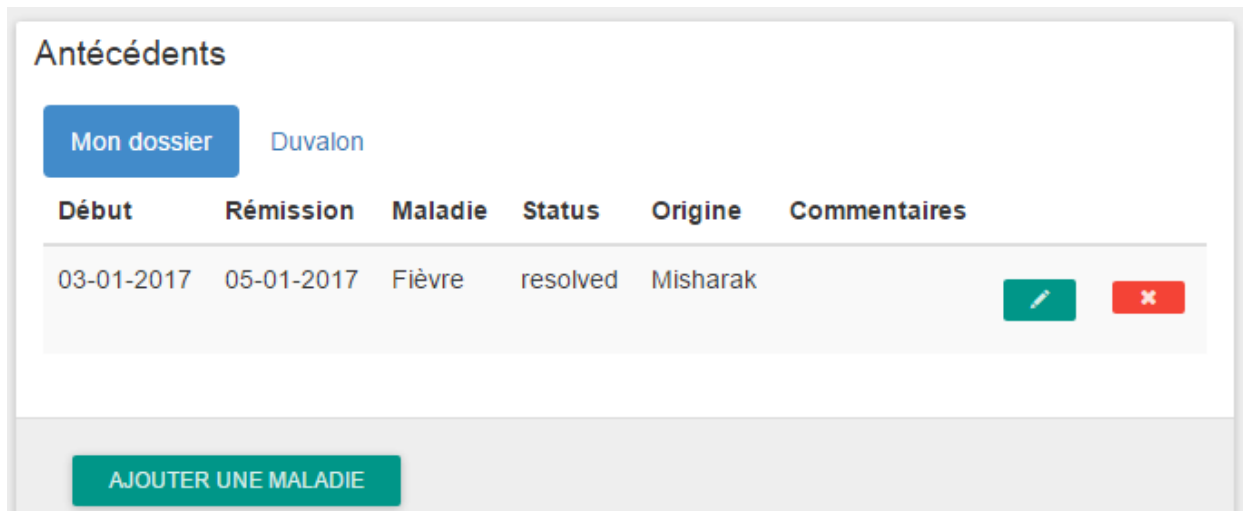 Antécédents
Mon dossier Duvalon
Début Rémission Maladie Status Origine Commentaires
03-01-2017 05-01-2017 Fièvre resolved Misharak
AJOUTER UNE MALADIE